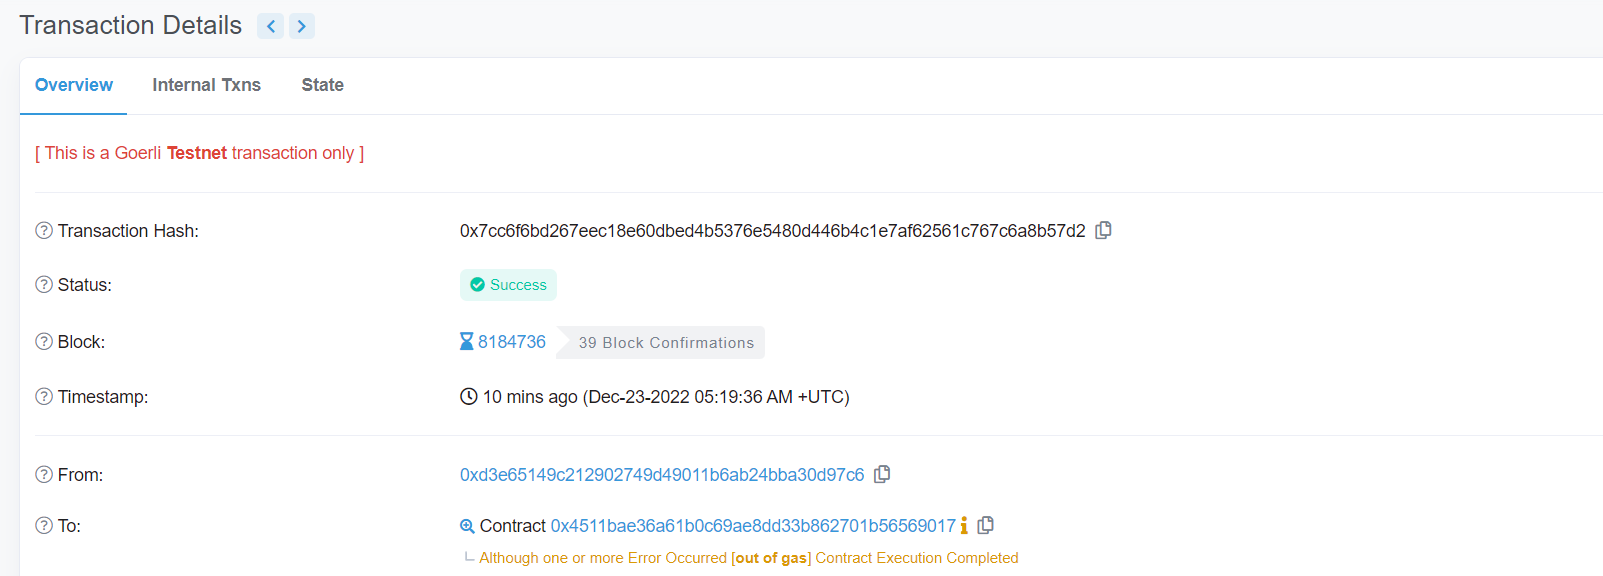 Transaction Details
Overview Internal Txns State
[ This is a Goerli Testnet transaction only ]
Transaction Hash: 0x7cc6f6bd267eec18e60dbed4b5376e5480d446b4c1e7af62561c767c6a8b57d2
Status: Success
Block: 8184736 39 Block Confirmations
Timestamp: 10 mins ago (Dec-23-2022 05:19:36 AM +UTC)
From: 0xd3e65149c212902749d49011b6ab24bba30d97c6
To: Contract 0x4511bae36a61b0c69ae8dd33b862701b56569017
Although one or more Error Occurred [out of gas] Contract Execution Completed